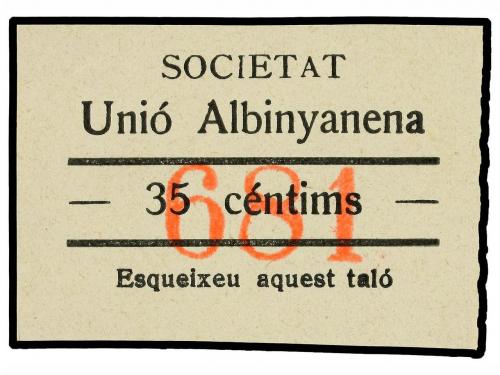 SOCIETAT
Unió Albinyanena
681
— 35 céntims —
Esqueixeu aquest taló